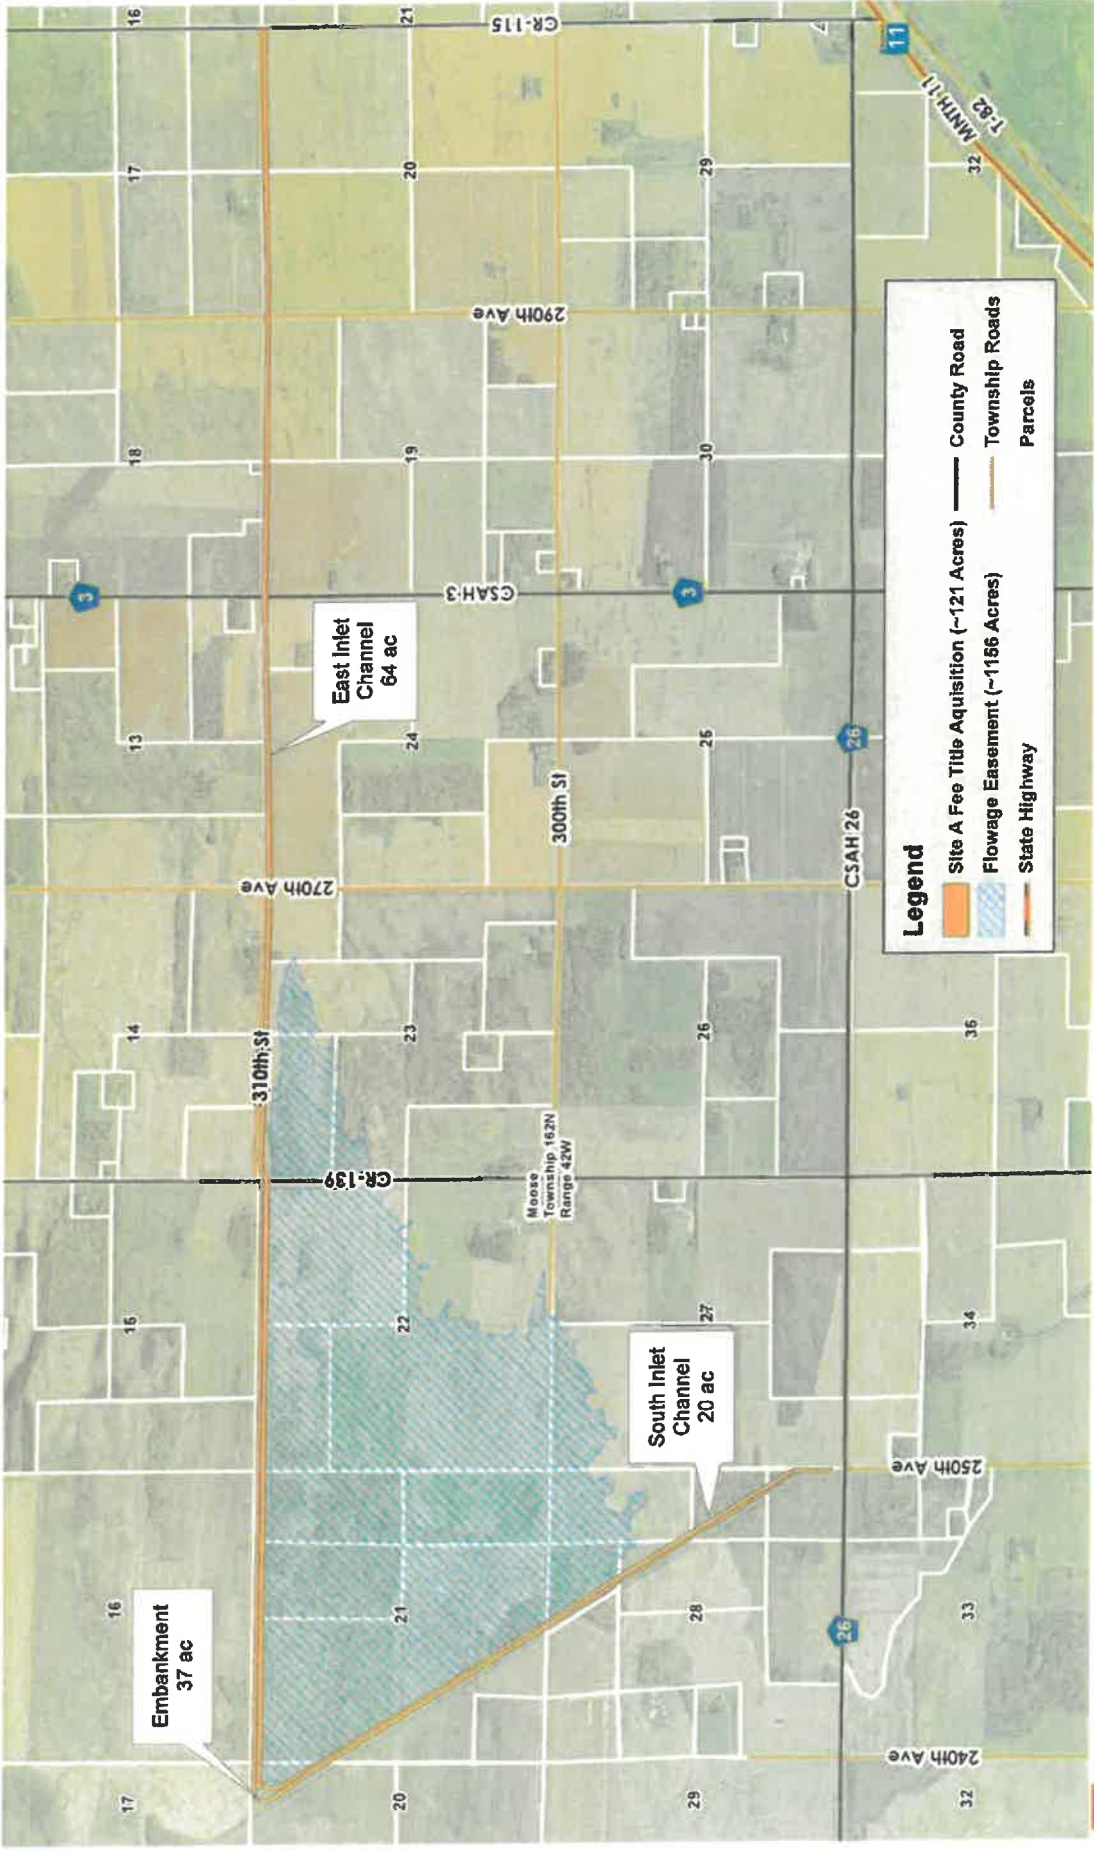 17
16
15
14
13
18
17
16
Embankment
37 ac
310th St
270th Ave
3
CR-115
20
21
22
CR-139
23
24
East Inlet
Channel
64 ac
19
20
21
CSAH-3
290th Ave
Moose
Township 162N
Range 42W
300th St
29
28
South Inlet
Channel
20 ac
27
26
25
3
30
29
26
CSAH 26
26
11
MNTH 11
T-82
240th Ave
250th Ave
32
33
34
35
32
Legend
Site A Fee Title Aquisition (~121 Acres)
Flowage Easement (~1156 Acres)
State Highway
County Road
Township Roads
Parcels